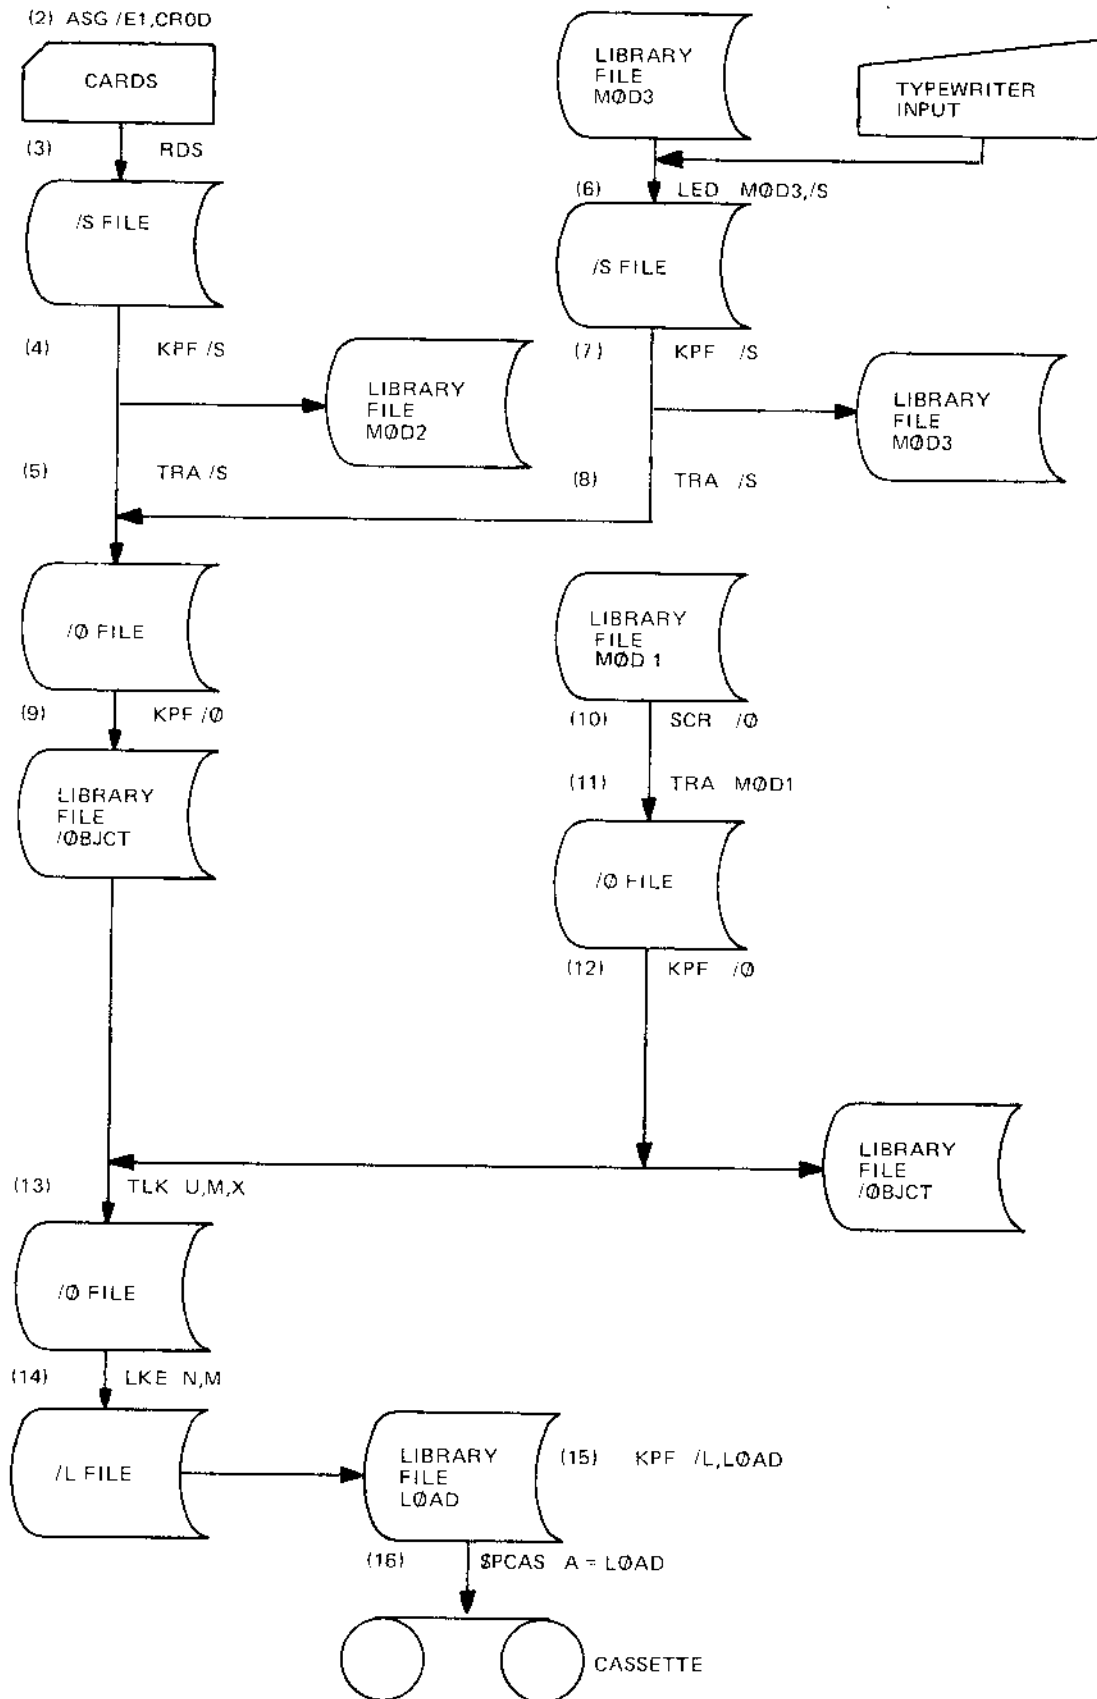 (2) ASG /E1,CR0D
CARDS
LIBRARY
FILE
MØD3
TYPEWRITER
INPUT
(3) RDS
(6) LED MØD3,/S
/S FILE
/S FILE
(4) KPF /S
(7) KPF /S
LIBRARY
FILE
MØD2
LIBRARY
FILE
MØD3
(5) TRA /S
(8) TRA /S
/Ø FILE
LIBRARY
FILE
MØD 1
(9) KPF /Ø
(10) SCR /Ø
LIBRARY
FILE
/ØBJCT
(11) TRA MØD1
/Ø FILE
(12) KPF /Ø
LIBRARY
FILE
/ØBJCT
(13) TLK U,M,X
/Ø FILE
(14) LKE N,M
/L FILE
LIBRARY
FILE
LØAD
(15) KPF /L,LØAD
(16) $PCAS A = LØAD
CASSETTE